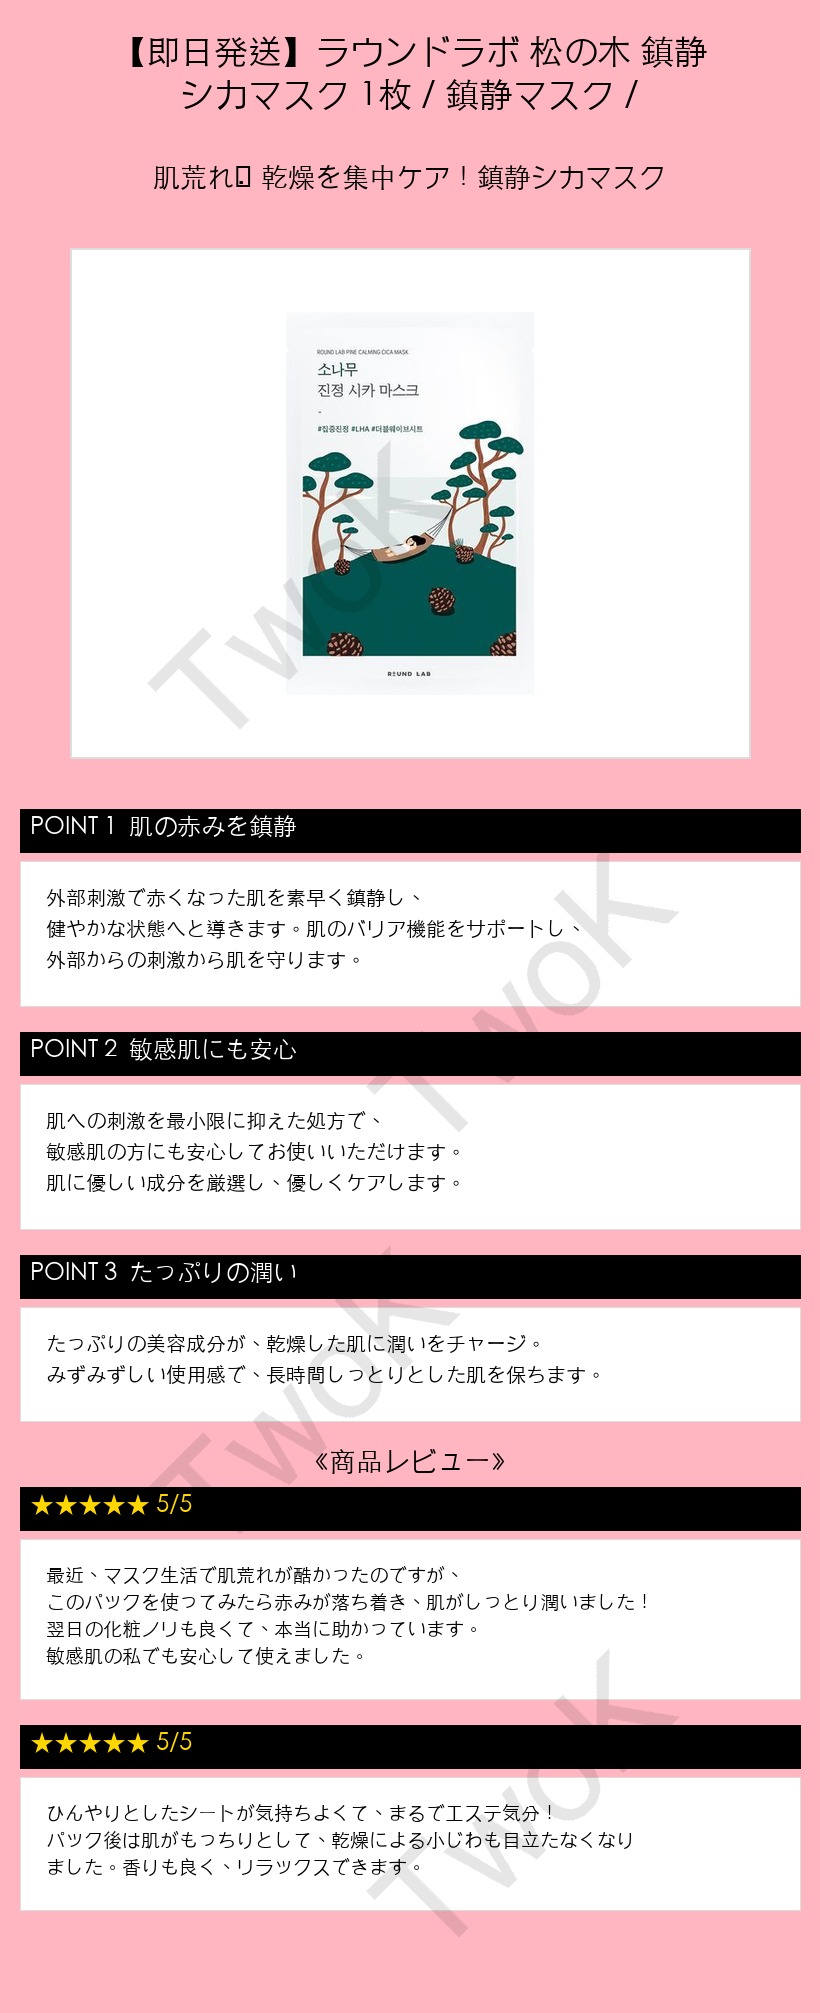 【即日発送】ラウンドラボ 松の木 鎮静
シカマスク 1枚 / 鎮静マスク /
肌荒れ 乾燥を集中ケア！鎮静シカマスク
ROUND LAB PINE CALMING CICA MASK
소나무
진정 시카 마스크
-
#집중진정 #LHA #더블웨이브시트
ROUND LAB
TwoK
POINT 1 肌の赤みを鎮静
外部刺激で赤くなった肌を素早く鎮静し、
健やかな状態へと導きます。肌のバリア機能をサポートし、
外部からの刺激から肌を守ります。
TwoK
POINT 2 敏感肌にも安心
肌への刺激を最小限に抑えた処方で、
敏感肌の方にも安心してお使いいただけます。
肌に優しい成分を厳選し、優しくケアします。
POINT 3 たっぷりの潤い
たっぷりの美容成分が、乾燥した肌に潤いをチャージ。
みずみずしい使用感で、長時間しっとりとした肌を保ちます。
TwoK
《商品レビュー》
★★★★★ 5/5
最近、マスク生活で肌荒れが酷かったのですが、
このパックを使ってみたら赤みが落ち着き、肌がしっとり潤いました！
翌日の化粧ノリも良くて、本当に助かっています。
敏感肌の私でも安心して使えました。
★★★★★ 5/5
ひんやりとしたシートが気持ちよくて、まるでエステ気分！
パック後は肌がもっちりとして、乾燥による小じわも目立たなくなり
ました。香りも良く、リラックスできます。
TwoK